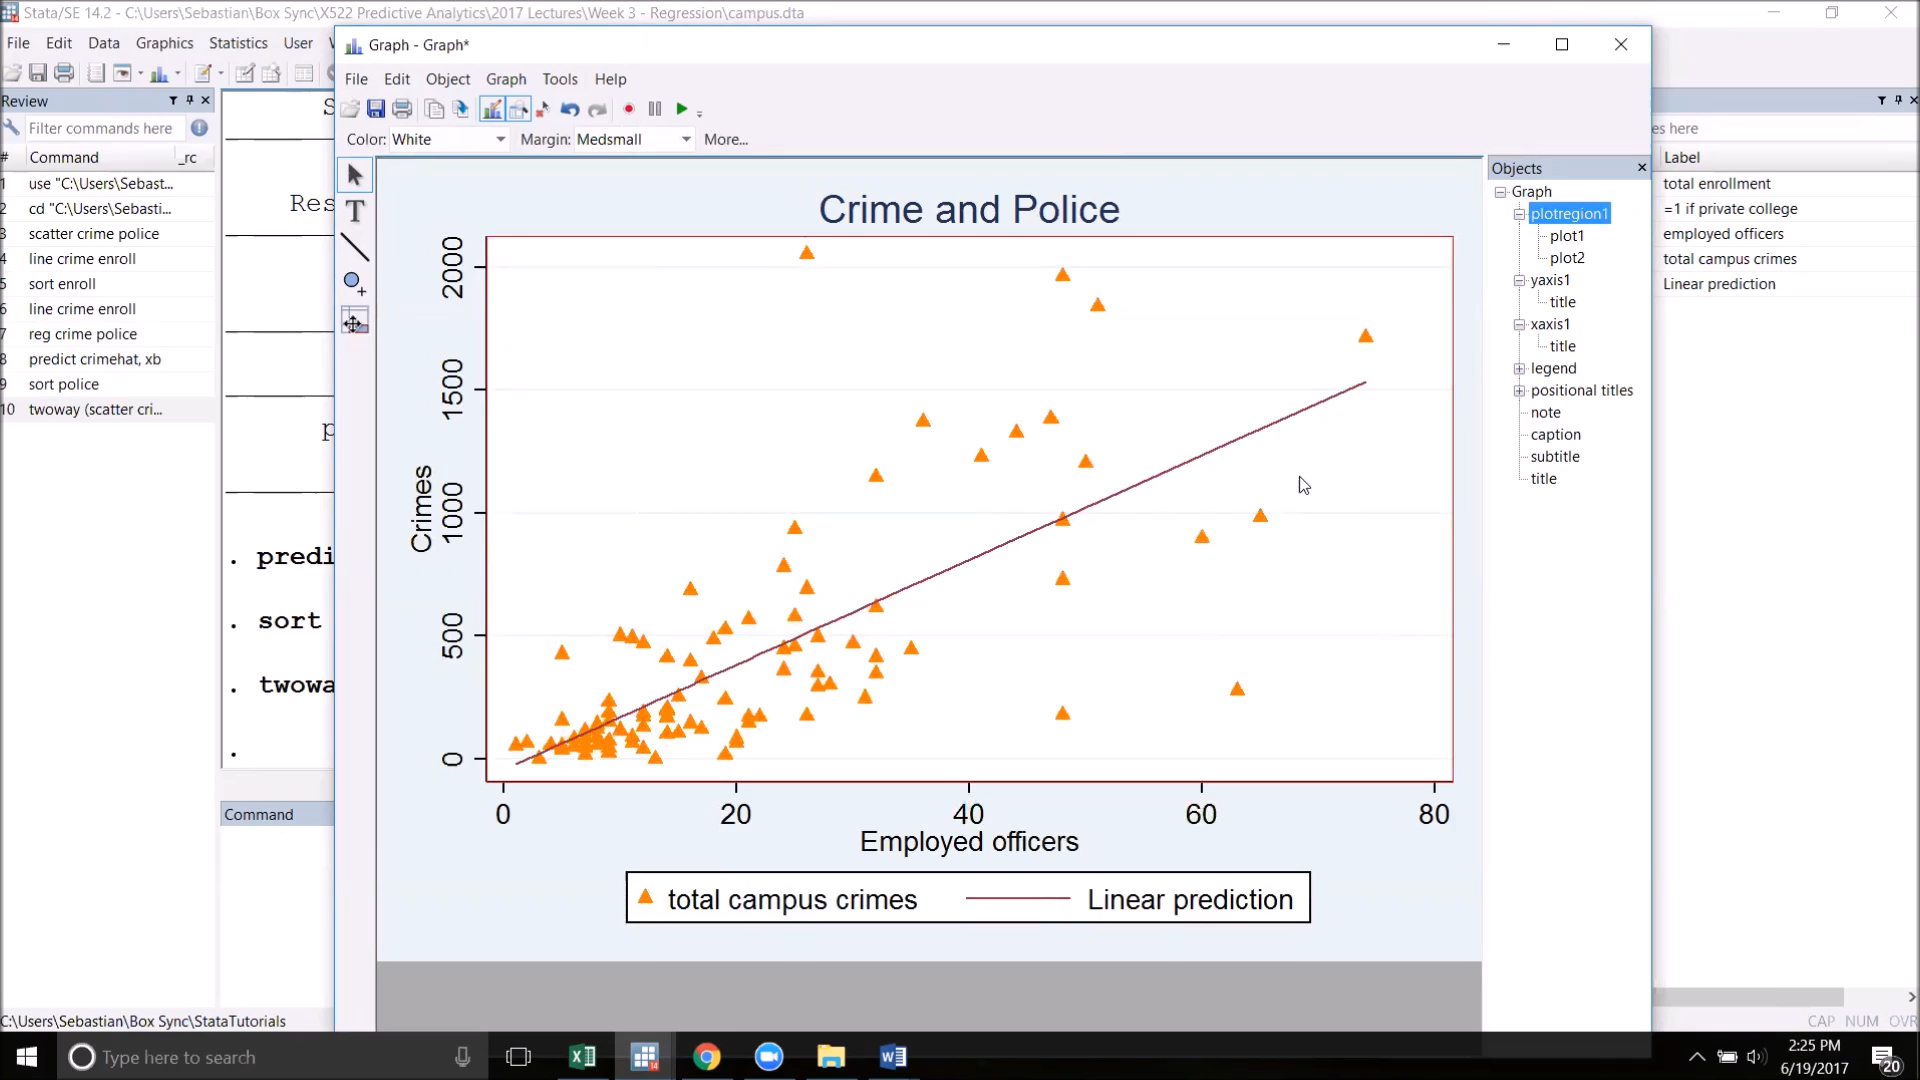 Stata/SE 14.2 - C:\Users\Sebastian\Box Sync\X522 Predictive Analytics\2017 Lectures\Week 3 - Regression\campus.dta
File Edit Data Graphics Statistics User
Graph - Graph*
File Edit Object Graph Tools Help
Color: White Margin: Medsmall More...
Review
Filter commands here
# Command _rc
1 use "C:\Users\Sebast...
2 cd "C:\Users\Sebasti...
3 scatter crime police
4 line crime enroll
5 sort enroll
6 line crime enroll
7 reg crime police
8 predict crimehat, xb
9 sort police
10 twoway (scatter cri...
Res
. predi
. sort
. twowa
.
Command
Crime and Police
Crimes
2000
1500
1000
500
0
0 20 40 60 80
Employed officers
total campus crimes Linear prediction
Objects
Graph
plotregion1
plot1
plot2
yaxis1
title
xaxis1
title
legend
positional titles
note
caption
subtitle
title
es here
Label
total enrollment
=1 if private college
employed officers
total campus crimes
Linear prediction
C:\Users\Sebastian\Box Sync\StataTutorials
CAP NUM OVR
Type here to search
2:25 PM
6/19/2017
20